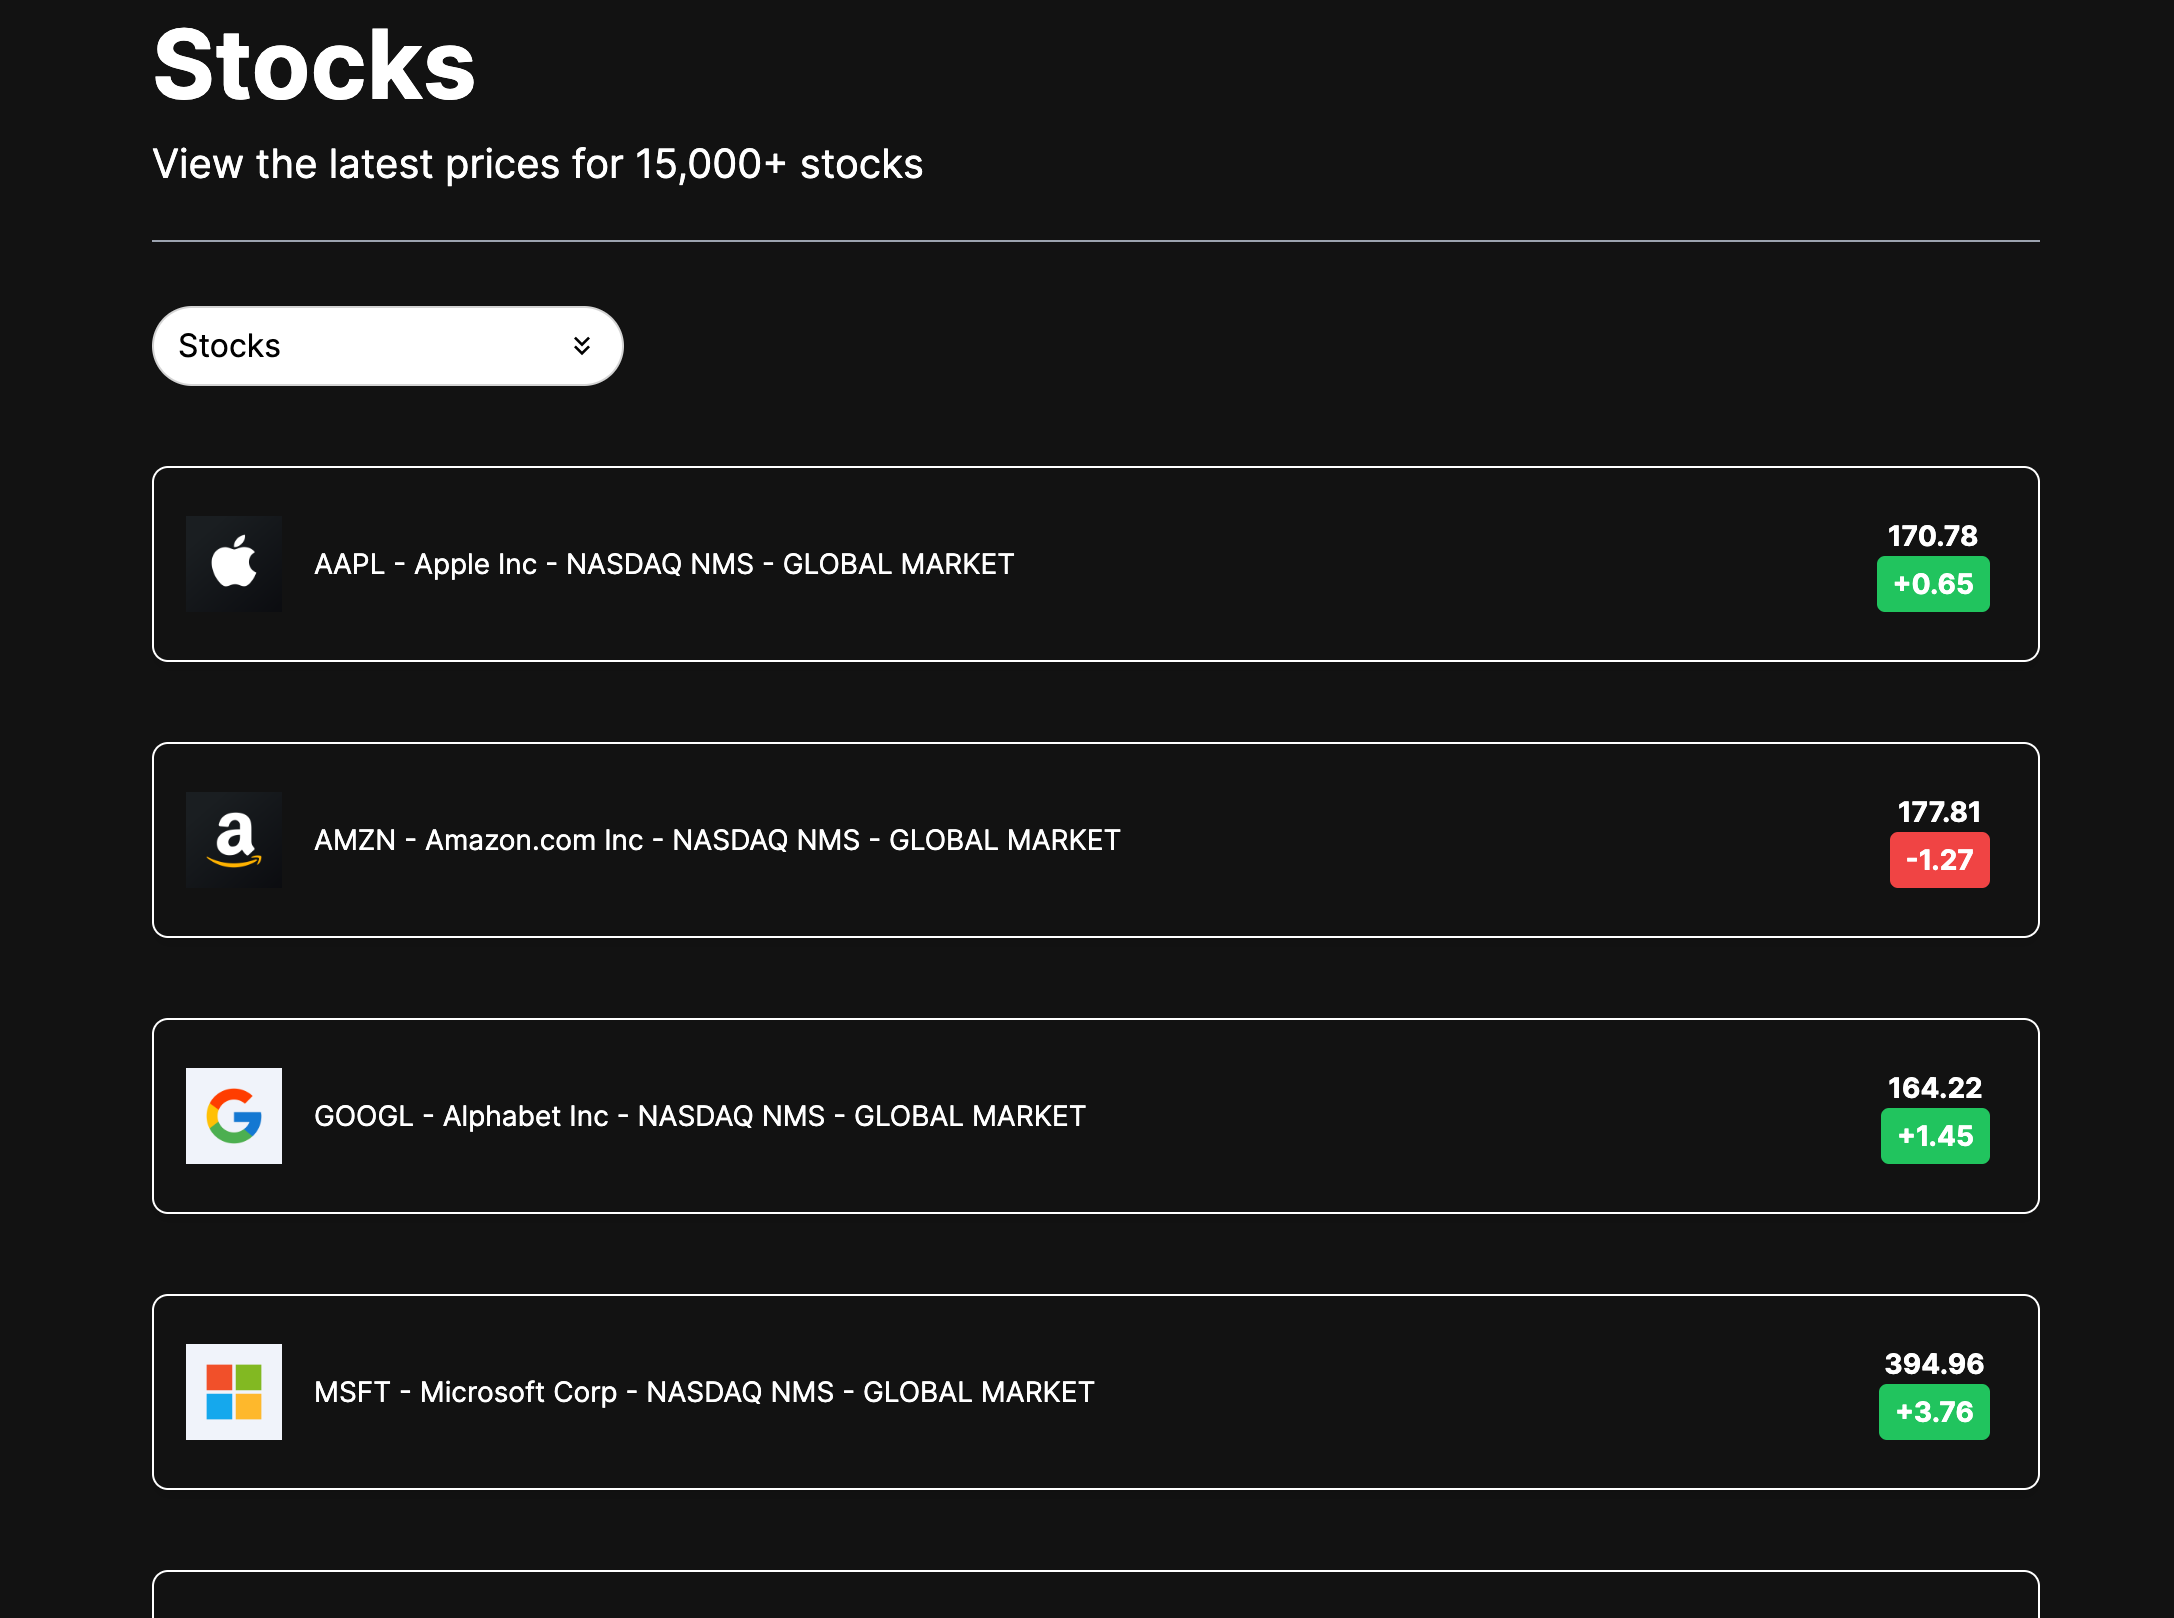 Stocks
View the latest prices for 15,000+ stocks
Stocks
AAPL - Apple Inc - NASDAQ NMS - GLOBAL MARKET
170.78
+0.65
AMZN - Amazon.com Inc - NASDAQ NMS - GLOBAL MARKET
177.81
-1.27
GOOGL - Alphabet Inc - NASDAQ NMS - GLOBAL MARKET
164.22
+1.45
MSFT - Microsoft Corp - NASDAQ NMS - GLOBAL MARKET
394.96
+3.76